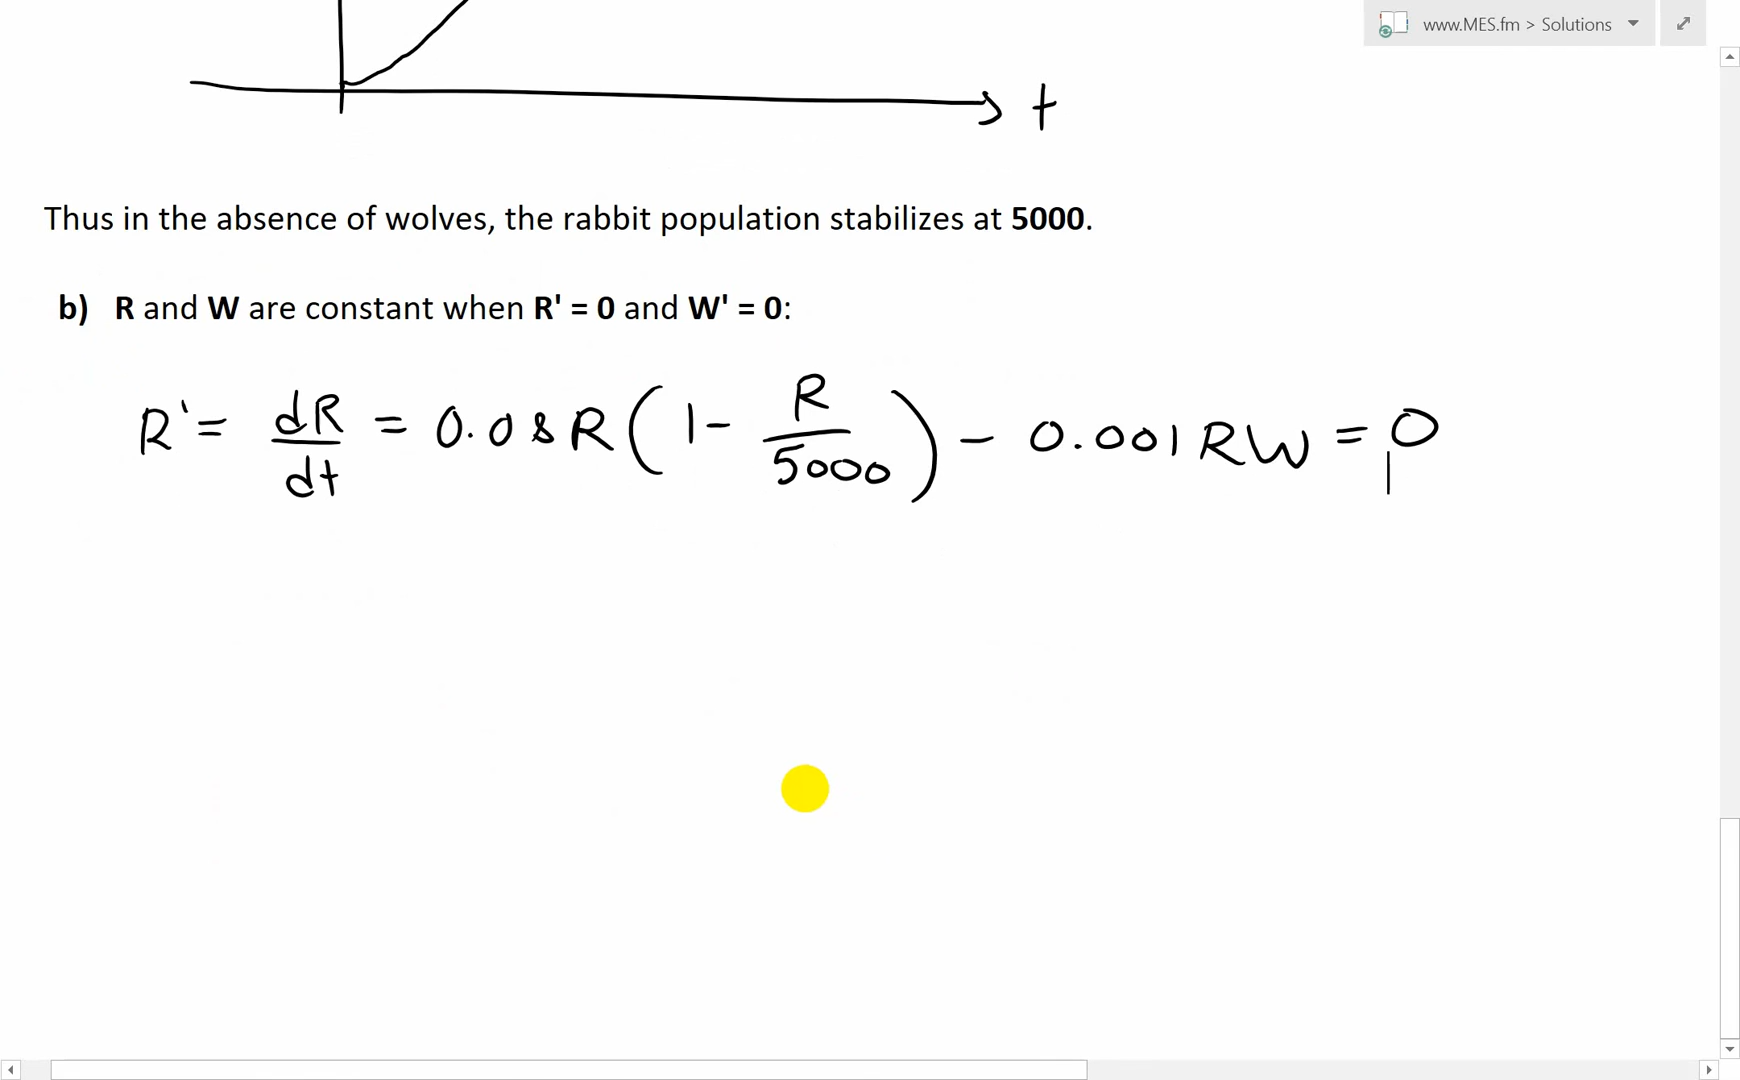 www.MES.fm > Solutions
t
Thus in the absence of wolves, the rabbit population stabilizes at 5000.
b) R and W are constant when R' = 0 and W' = 0:
R' = dR/dt = 0.08R(1 - R/5000) - 0.001RW = 0